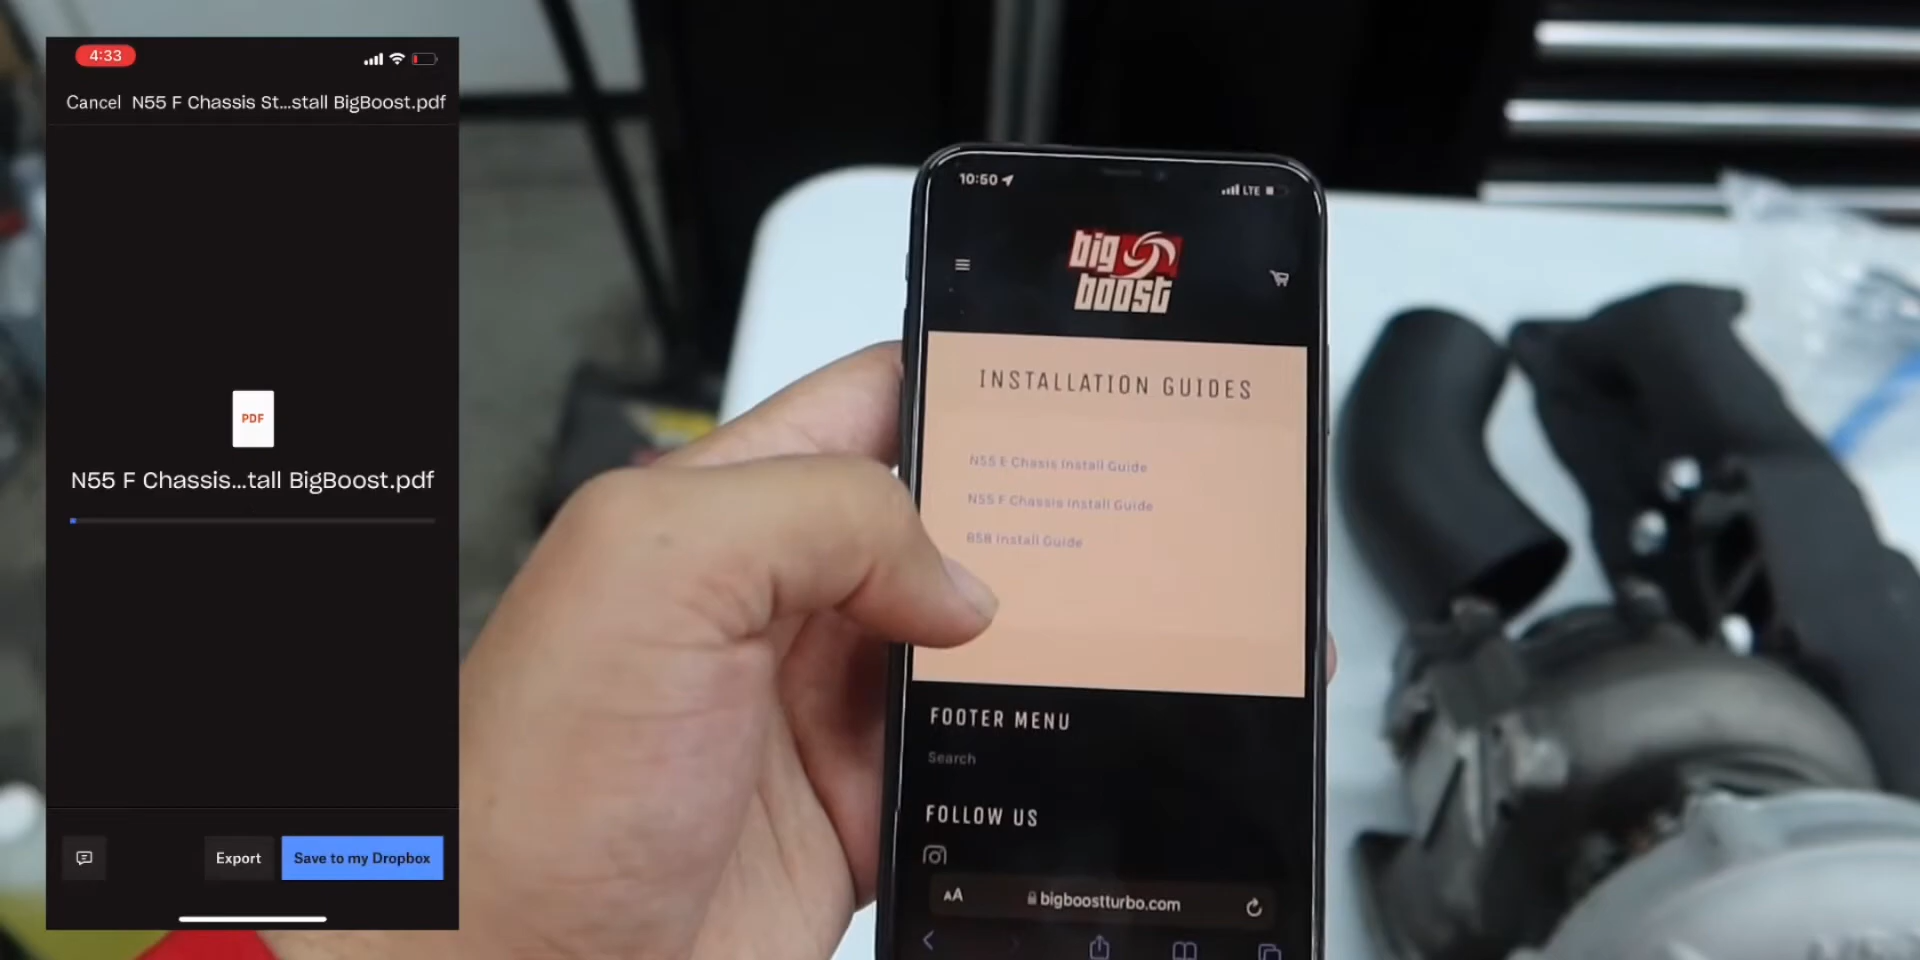 4:33
Cancel N55 F Chassis St...stall BigBoost.pdf
PDF
N55 F Chassis...tall BigBoost.pdf
Export
Save to my Dropbox
10:50
LTE
big
boost
INSTALLATION GUIDES
N55 E Chasis Install Guide
N55 F Chassis Install Guide
B58 Install Guide
FOOTER MENU
Search
FOLLOW US
AA
bigboostturbo.com